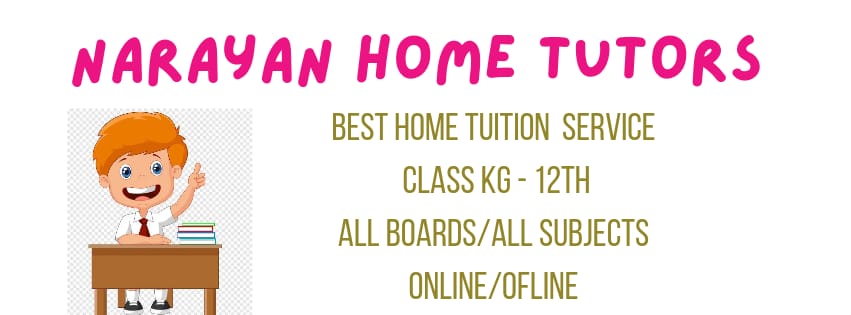 NARAYAN HOME TUTORS
BEST HOME TUITION SERVICE
CLASS KG - 12TH
ALL BOARDS/ALL SUBJECTS
ONLINE/OFLINE